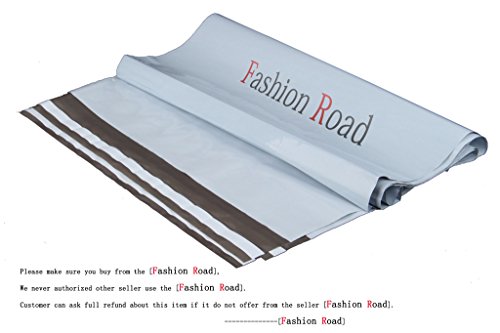 Fashion Road
Please make sure you buy from the [Fashion Road],
We never authorized other seller use the [Fashion Road].
Customer can ask full refund about this item if it do not offer from the seller [Fashion Road].
--------------[Fashion Road]